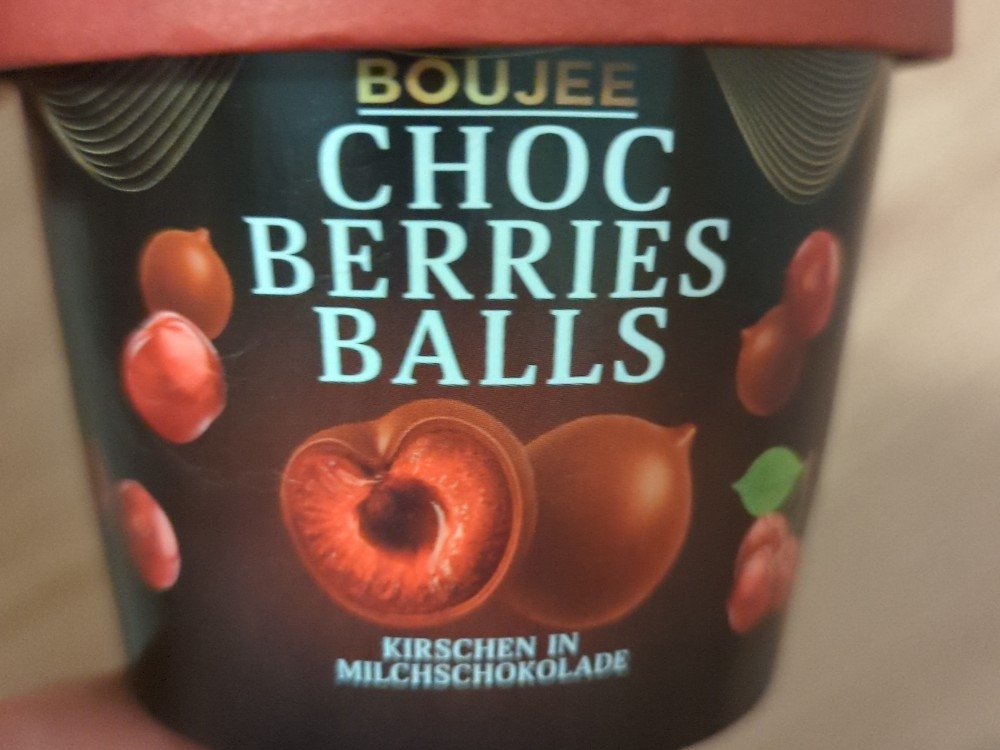 BOUJEE
CHOC
BERRIES
BALLS
KIRSCHEN IN
MILCHSCHOKOLADE